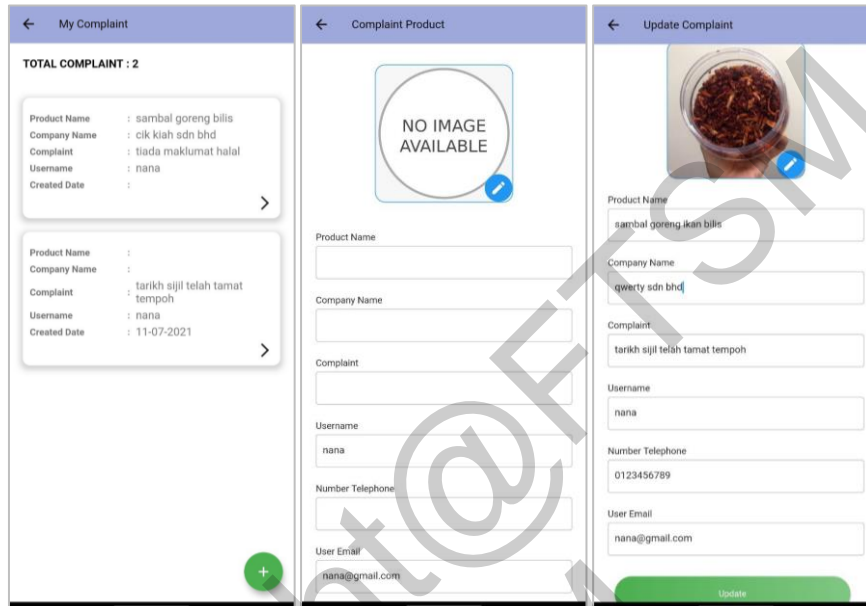 My Complaint
TOTAL COMPLAINT : 2
Product Name : sambal goreng bilis
Company Name : cik kiah sdn bhd
Complaint : tiada maklumat halal
Username : nana
Created Date :
Product Name :
Company Name :
Complaint : tarikh sijil telah tamat
tempoh
Username : nana
Created Date : 11-07-2021
+
Complaint Product
NO IMAGE
AVAILABLE
Product Name
Company Name
Complaint
Username
nana
Number Telephone
User Email
nana@gmail.com
Update Complaint
Product Name
sambal goreng ikan bilis
Company Name
qwerty sdn bhd
Complaint
tarikh sijil telah tamat tempoh
Username
nana
Number Telephone
0123456789
User Email
nana@gmail.com
Update
ht@FTSM